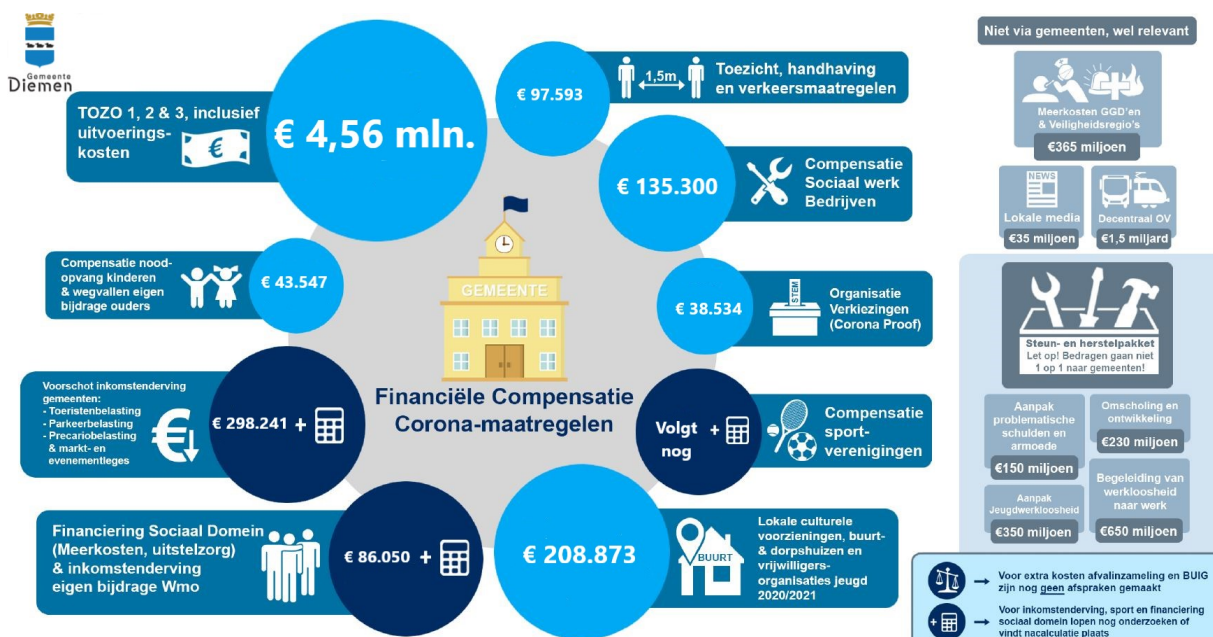 Gemeente
Diemen
TOZO 1, 2 & 3, inclusief
uitvoerings-
kosten
€
€ 4,56 mln.
€ 97.593
1,5m
Toezicht, handhaving
en verkeersmaatregelen
€ 135.300
Compensatie
Sociaal werk
Bedrijven
Compensatie nood-
opvang kinderen
& wegvallen eigen
bijdrage ouders
€ 43.547
€ 38.534
STEM
Organisatie
Verkiezingen
(Corona Proof)
GEMEENTE
Financiële Compensatie
Corona-maatregelen
Voorschot inkomstenderving
gemeenten:
- Toeristenbelasting
- Parkeerbelasting
- Precariobelasting
& markt- en
evenementleges
€
€ 298.241 +
Volgt +
nog
Compensatie
sport-
verenigingen
Financiering Sociaal Domein
(Meerkosten, uitstelzorg)
& inkomstenderving
eigen bijdrage Wmo
€ 86.050 +
€ 208.873
BUURT
Lokale culturele
voorzieningen, buurt-
& dorpshuizen en
vrijwilligers-
organisaties jeugd
2020/2021
Niet via gemeenten, wel relevant
Meerkosten GGD'en
& Veiligheidsregio's
€365 miljoen
NEWS
Lokale media
€35 miljoen
Decentraal OV
€1,5 miljard
Steun- en herstelpakket
Let op! Bedragen gaan niet
1 op 1 naar gemeenten!
Aanpak
problematische
schulden en
armoede
€150 miljoen
Omscholing en
ontwikkeling
€230 miljoen
Aanpak
Jeugdwerkloosheid
€350 miljoen
Begeleiding van
werkloosheid
naar werk
€650 miljoen
Voor extra kosten afvalinzameling en BUIG
zijn nog geen afspraken gemaakt
+
Voor inkomstenderving, sport en financiering
sociaal domein lopen nog onderzoeken of
vindt nacalculatie plaats